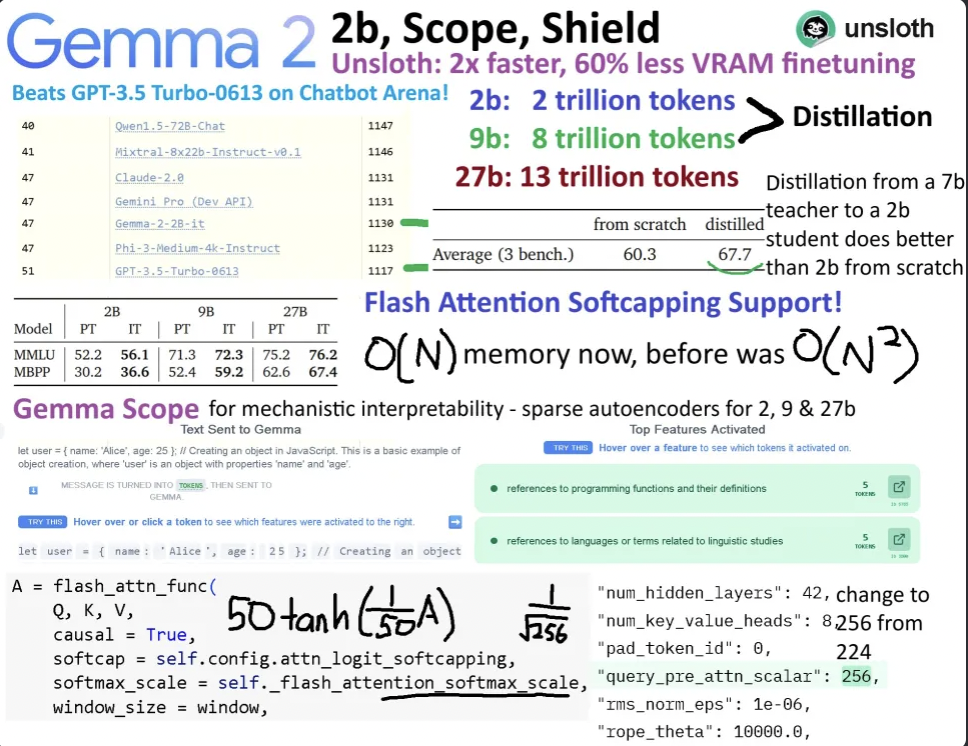 Gemma 2
2b, Scope, Shield
unsloth
Unsloth: 2x faster, 60% less VRAM finetuning
Beats GPT-3.5 Turbo-0613 on Chatbot Arena!
40 Qwen1.5-72B-Chat 1147
41 Mixtral-8x22b-Instruct-v0.1 1146
47 Claude-2.0 1131
47 Gemini Pro (Dev API) 1131
47 Gemma-2-2B-it 1130
47 Phi-3-Medium-4k-Instruct 1123
51 GPT-3.5-Turbo-0613 1117
2b: 2 trillion tokens
9b: 8 trillion tokens
Distillation
27b: 13 trillion tokens
Distillation from a 7b
teacher to a 2b
student does better
than 2b from scratch
from scratch distilled
Average (3 bench.) 60.3 67.7
2B 9B 27B
Model PT IT PT IT PT IT
MMLU 52.2 56.1 71.3 72.3 75.2 76.2
MBPP 30.2 36.6 52.4 59.2 62.6 67.4
Flash Attention Softcapping Support!
O(N) memory now, before was O(N²)
Gemma Scope for mechanistic interpretability - sparse autoencoders for 2, 9 & 27b
Text Sent to Gemma
let user = { name: 'Alice', age: 25 }; // Creating an object in JavaScript. This is a basic example of
object creation, where 'user' is an object with properties 'name' and 'age'.
MESSAGE IS TURNED INTO TOKENS, THEN SENT TO
GEMMA.
TRY THIS Hover over or click a token to see which features were activated to the right.
let user = { name: 'Alice', age: 25 }; // Creating an object
Top Features Activated
TRY THIS Hover over a feature to see which tokens it activated on.
references to programming functions and their definitions
5
TOKENS
references to languages or terms related to linguistic studies
5
TOKENS
A = flash_attn_func(
Q, K, V,
causal = True,
softcap = self.config.attn_logit_softcapping,
softmax_scale = self._flash_attention_softmax_scale,
window_size = window,
50 tanh(1/50 A)
1/√256
"num_hidden_layers": 42,
"num_key_value_heads": 8,
"pad_token_id": 0,
"query_pre_attn_scalar": 256,
"rms_norm_eps": 1e-06,
"rope_theta": 10000.0,
change to
256 from
224